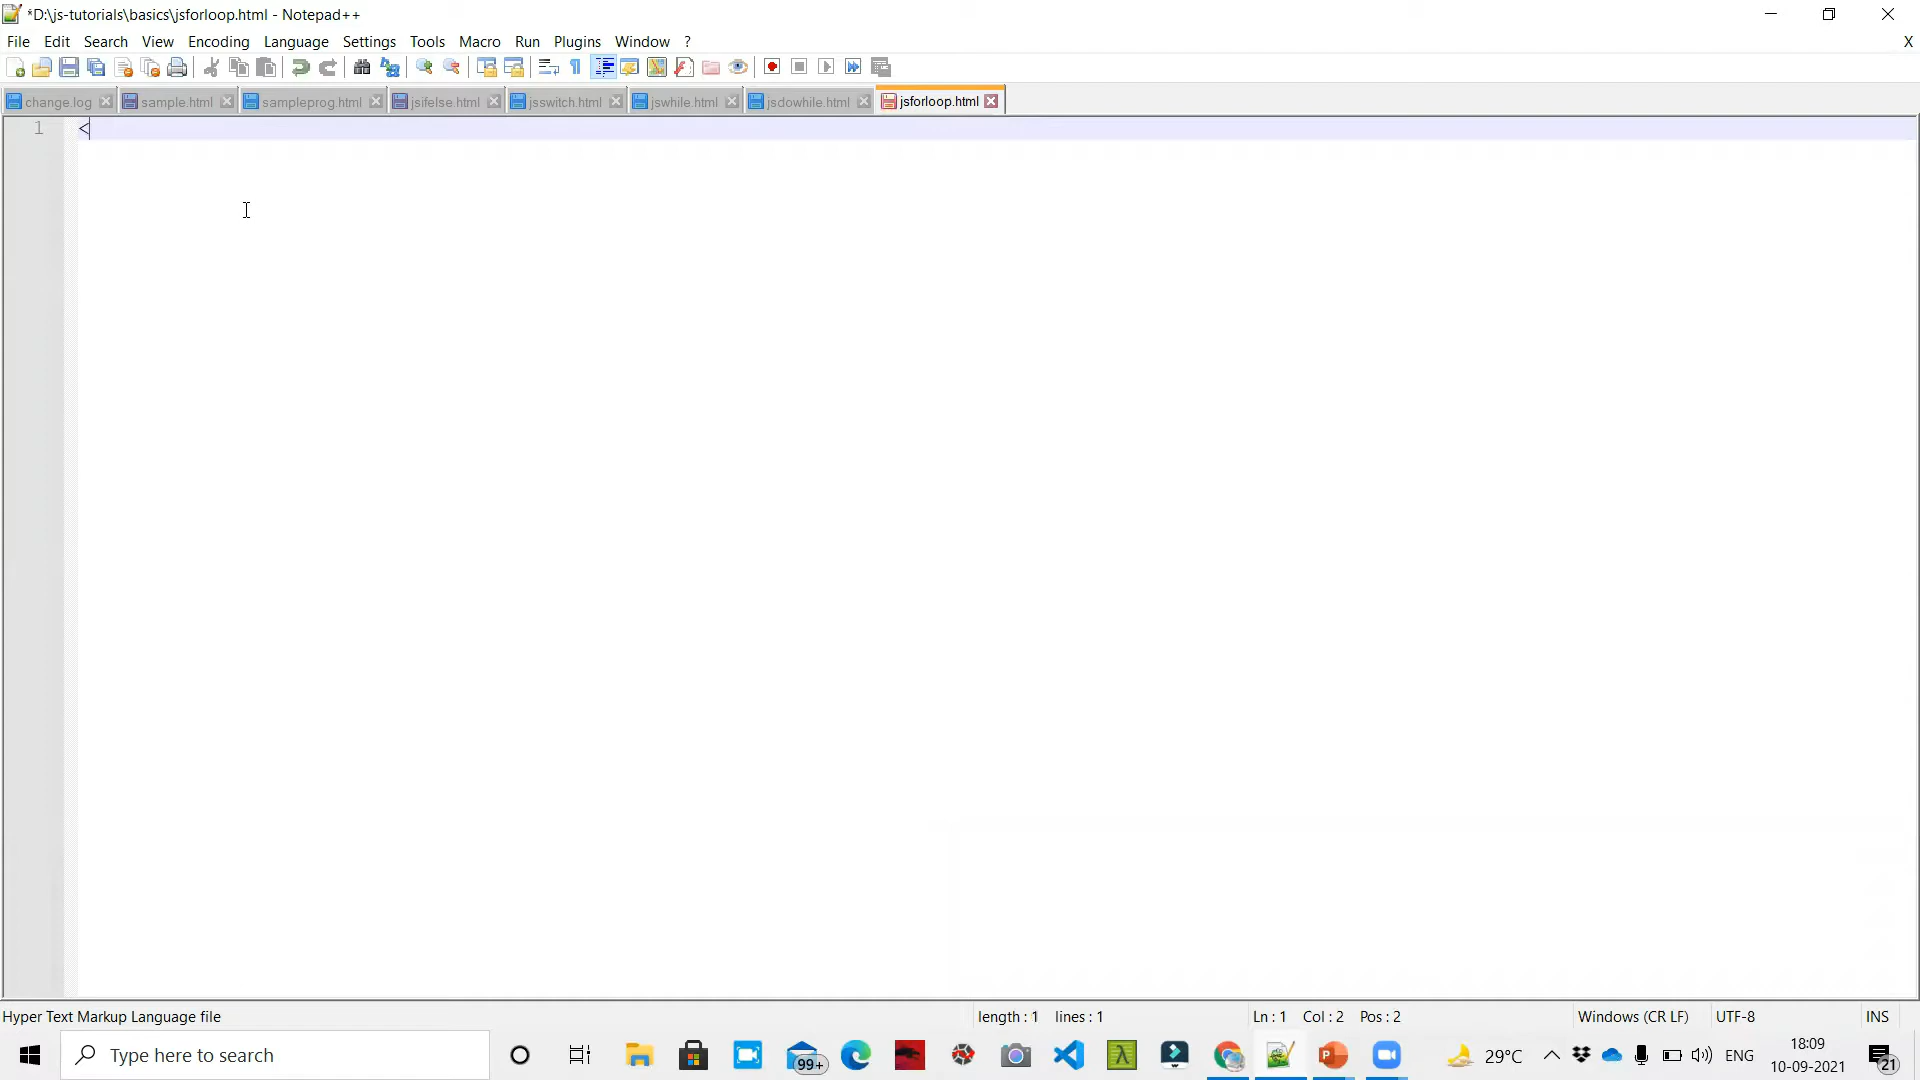 *D:\js-tutorials\basics\jsforloop.html - Notepad++
File Edit Search View Encoding Language Settings Tools Macro Run Plugins Window ? X
change.log sample.html sampleprog.html jsifelse.html jsswitch.html jswhile.html jsdowhile.html jsforloop.html
1 <
Hyper Text Markup Language file length : 1 lines : 1 Ln : 1 Col : 2 Pos : 2 Windows (CR LF) UTF-8 INS
Type here to search 99+ 29°C ENG 18:09
10-09-2021 21